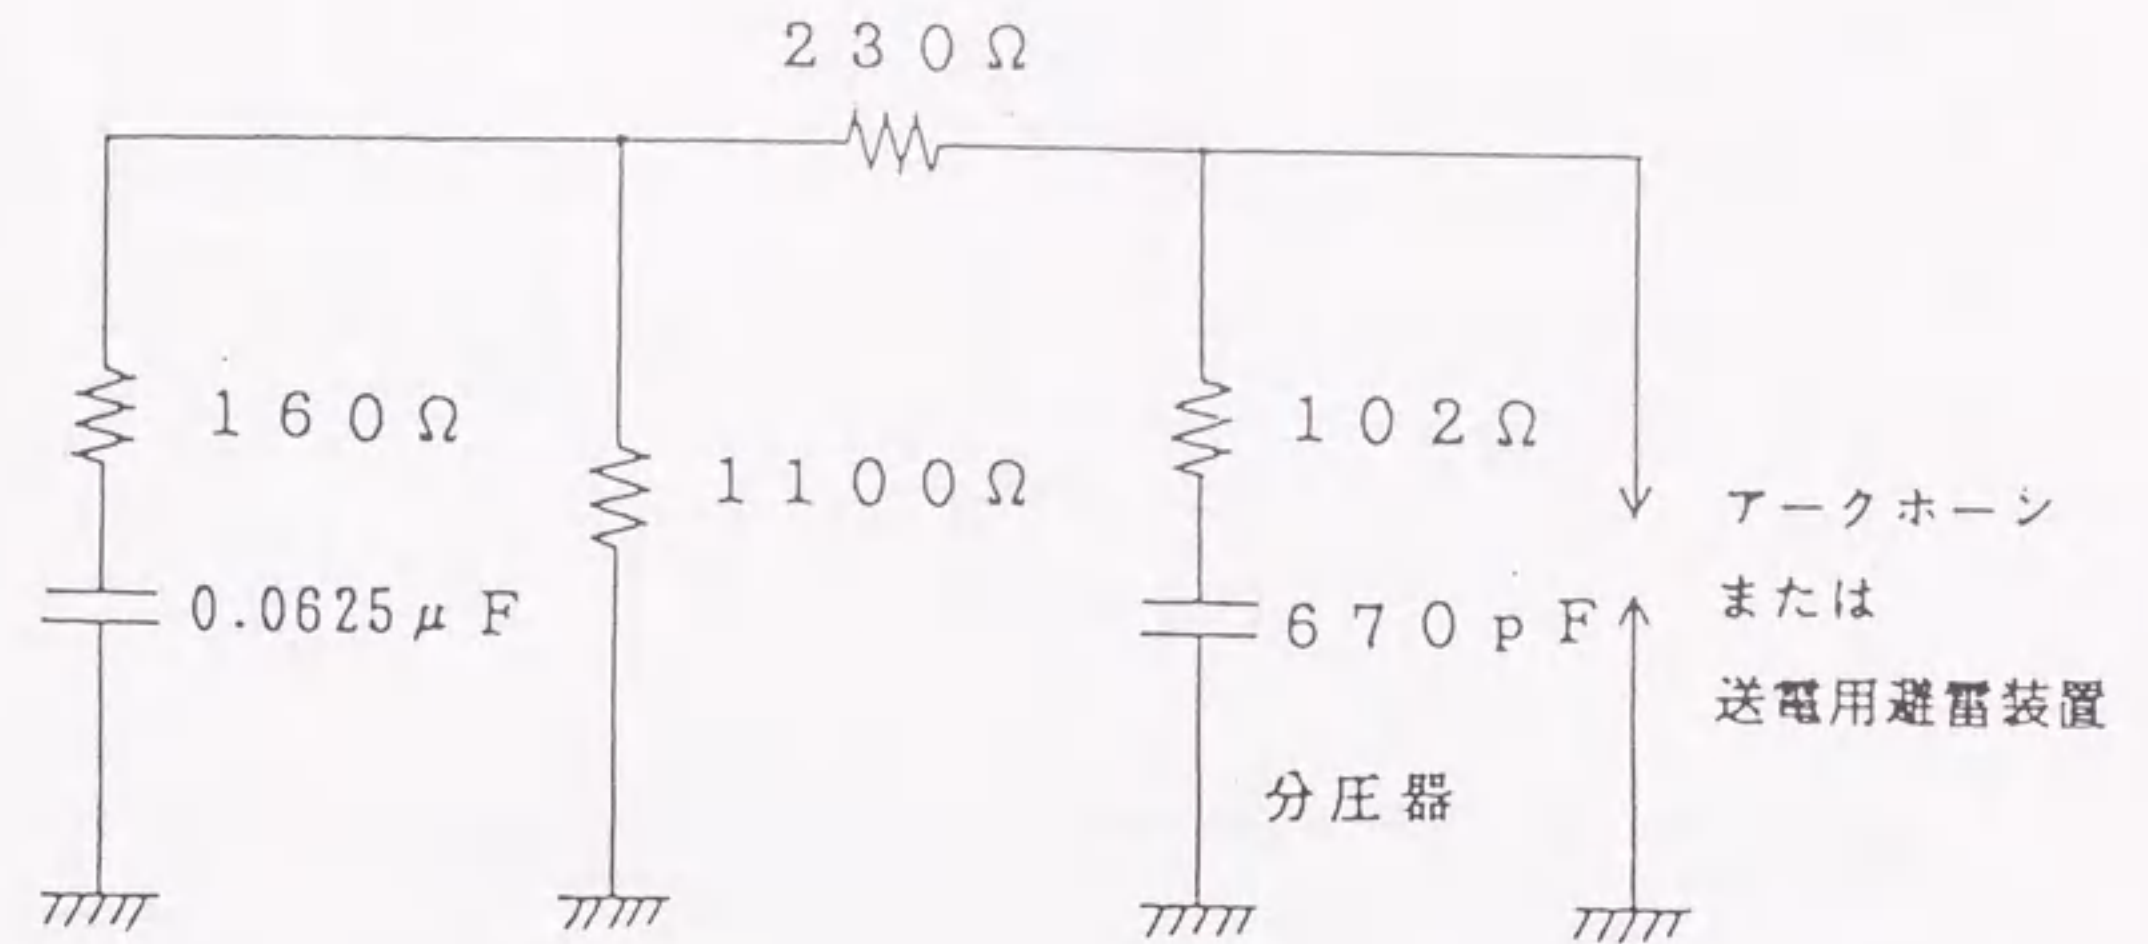 230Ω
160Ω
1100Ω
102Ω
0.0625μF
670pF
アークホーン
または
送電用避雷装置
分圧器